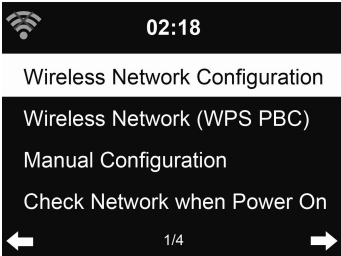 02:18
Wireless Network Configuration
Wireless Network (WPS PBC)
Manual Configuration
Check Network when Power On
1/4